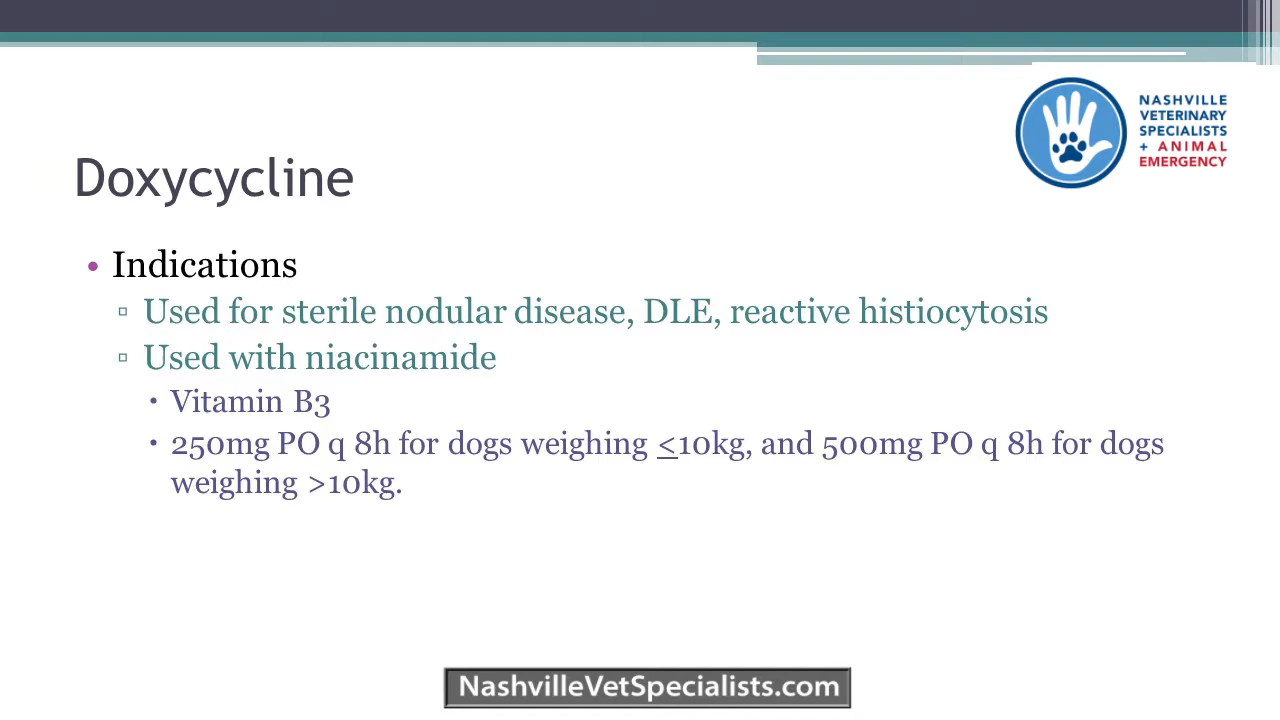 NASHVILLE
VETERINARY
SPECIALISTS
+ ANIMAL
EMERGENCY
Doxycycline
• Indications
▫ Used for sterile nodular disease, DLE, reactive histiocytosis
▫ Used with niacinamide
▪ Vitamin B3
▪ 250mg PO q 8h for dogs weighing <10kg, and 500mg PO q 8h for dogs
weighing >10kg.
NashvilleVetSpecialists.com